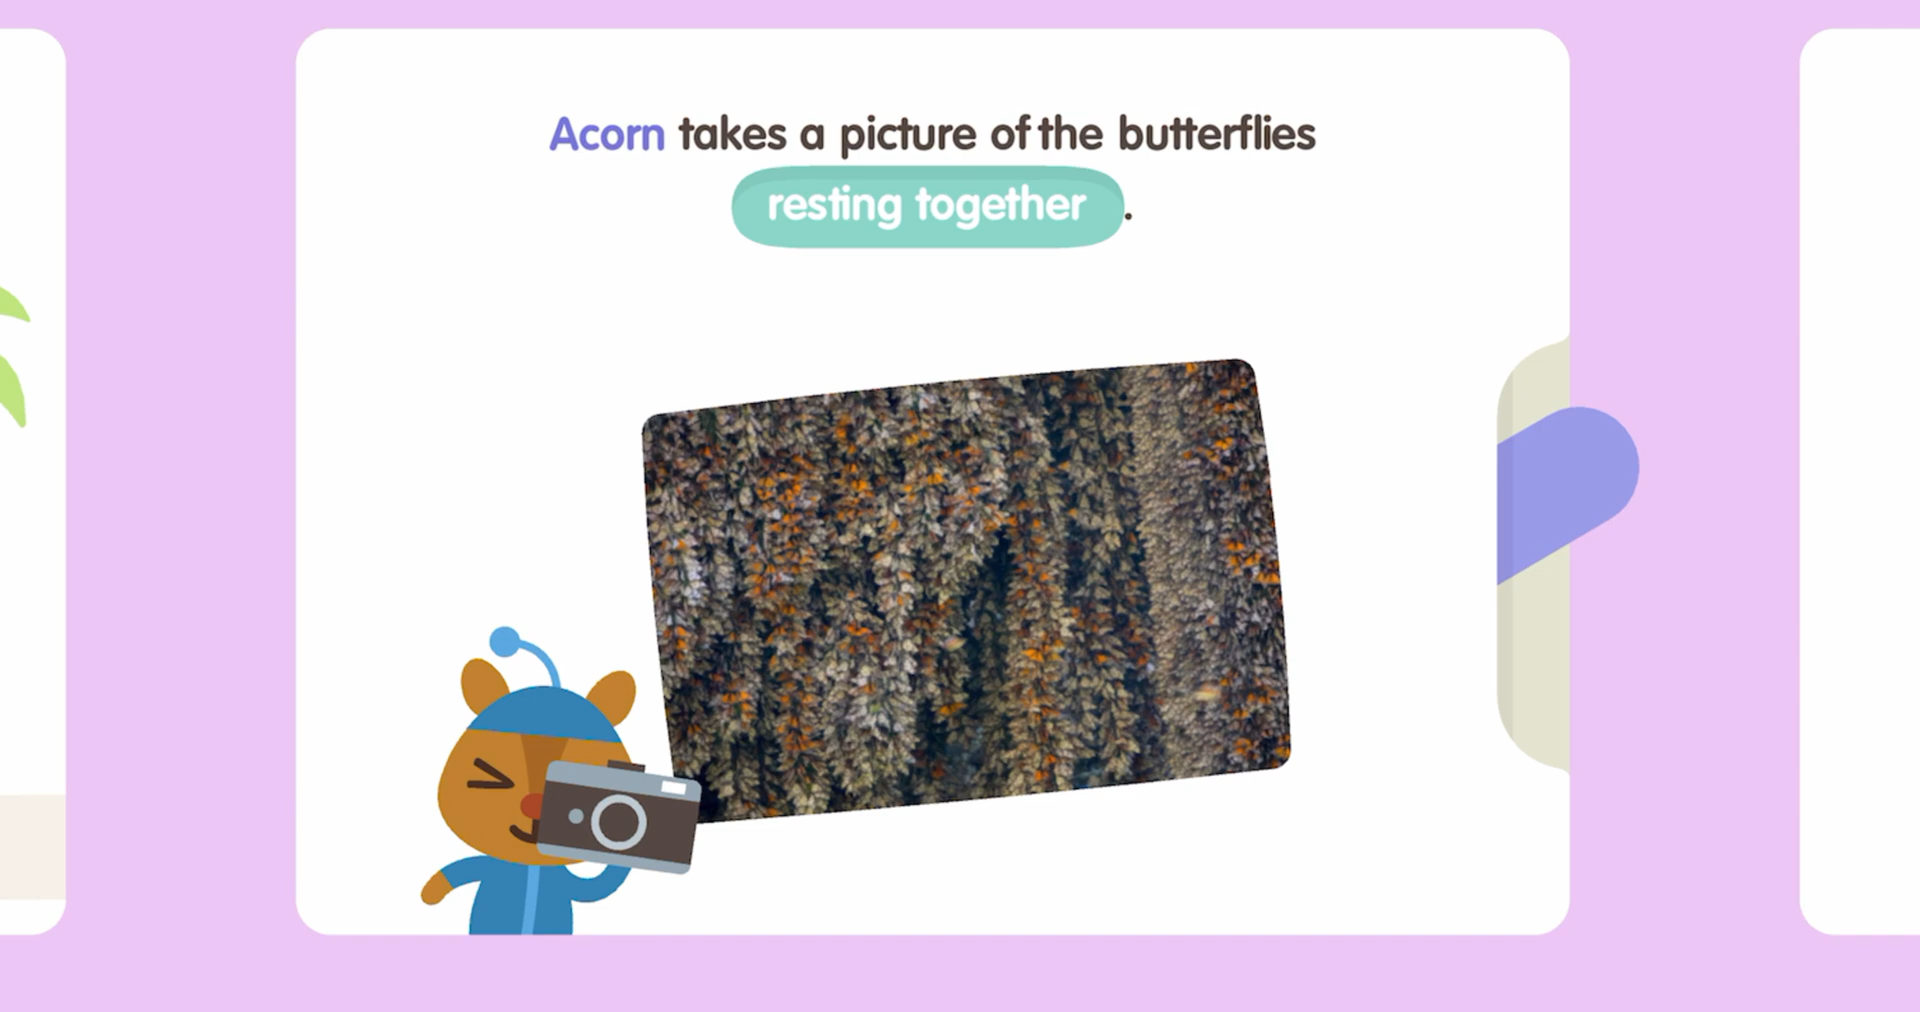 Acorn takes a picture of the butterflies
resting together.